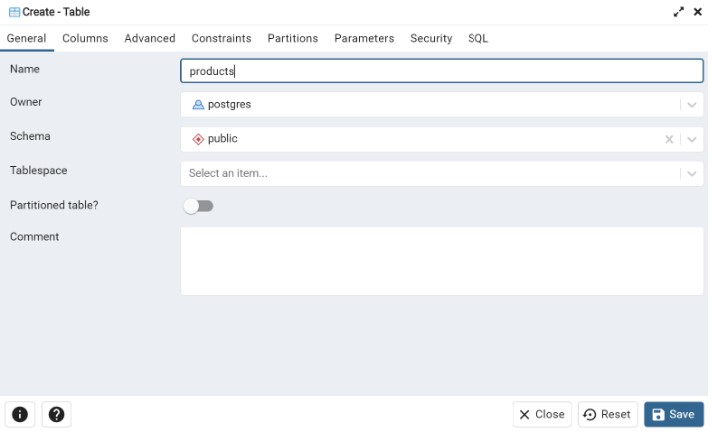 Create - Table
General Columns Advanced Constraints Partitions Parameters Security SQL
Name products
Owner postgres
Schema public
Tablespace Select an item...
Partitioned table?
Comment
Close Reset Save